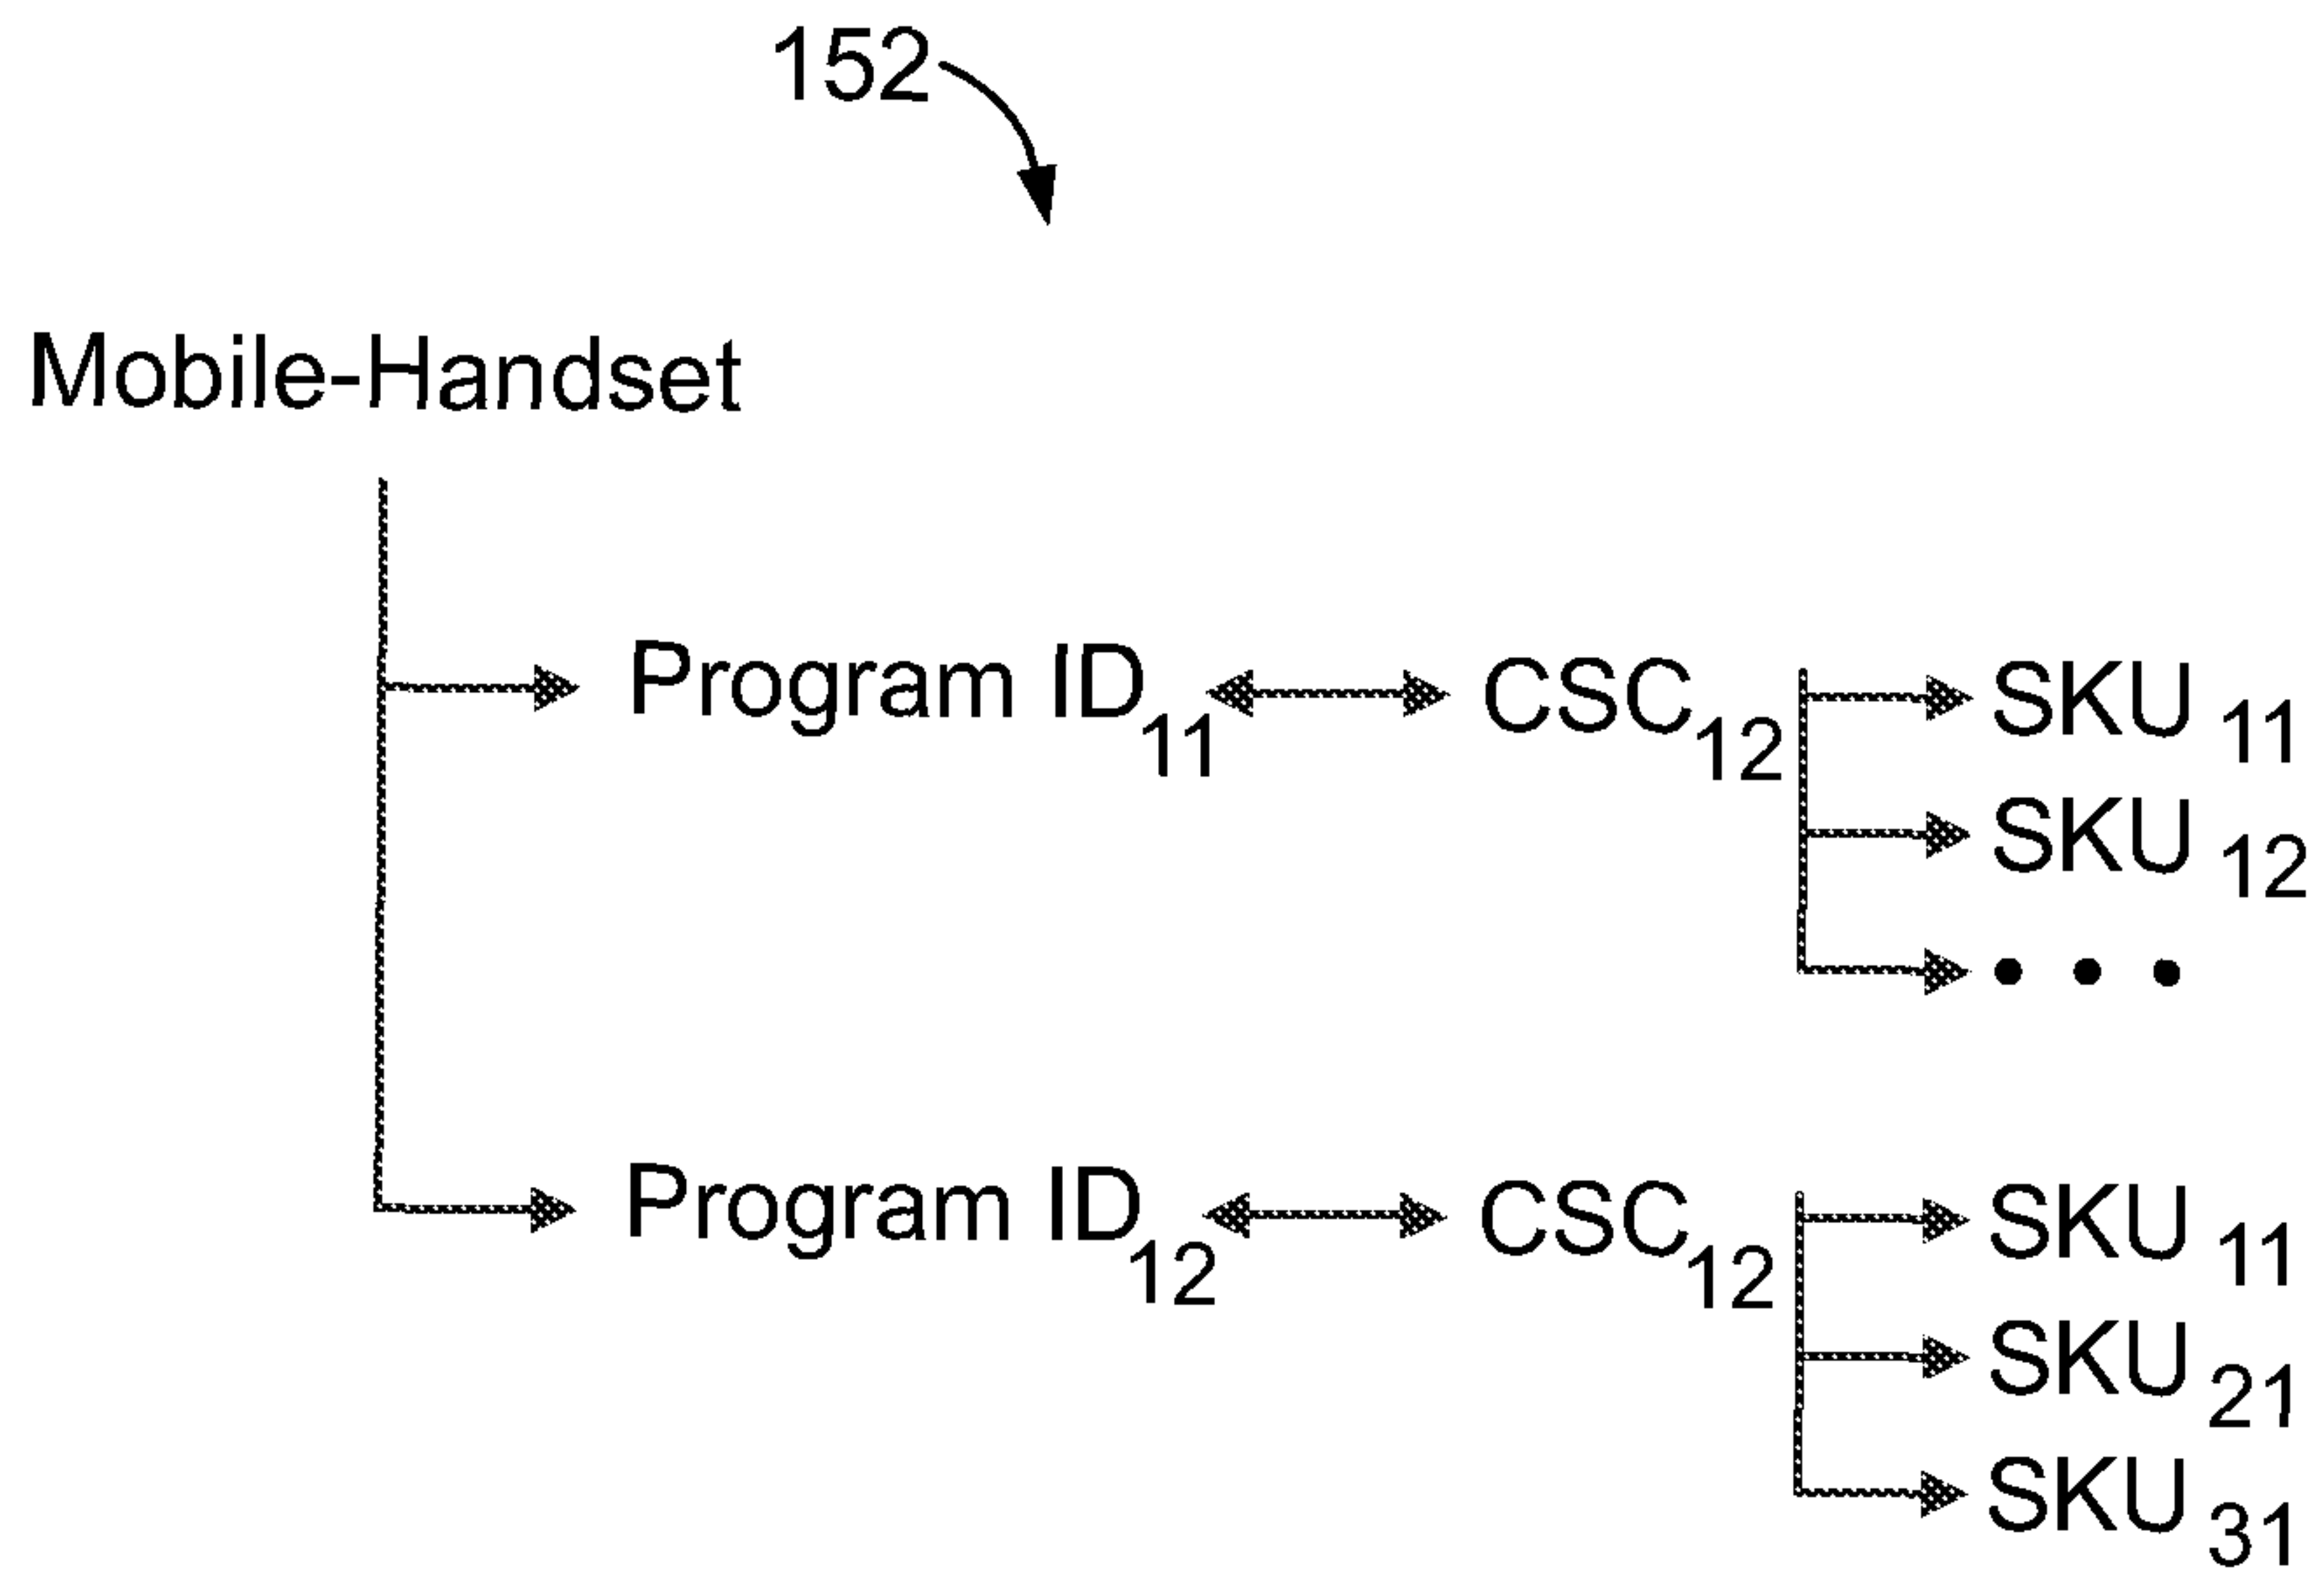 152
Mobile-Handset
Program ID11 CSC12 SKU 11
SKU 12
• • •
Program ID12 CSC12 SKU 11
SKU 21
SKU 31